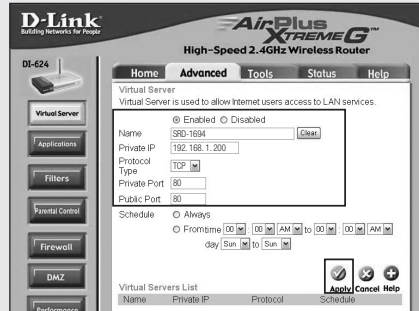 D-Link
Building Networks for People
AirPlus
XTREME G™
High-Speed 2.4GHz Wireless Router
DI-624
Home Advanced Tools Status Help
Virtual Server
Applications
Filters
Parental Control
Firewall
DMZ
Performance
Virtual Server
Virtual Server is used to allow Internet users access to LAN services.
Enabled Disabled
Name SRD-1694 Clear
Private IP 192.168.1.200
Protocol Type TCP
Private Port 80
Public Port 80
Schedule Always
From time 00 : 00 AM to 00 : 00 AM
day Sun to Sun
Apply Cancel Help
Virtual Servers List
Name Private IP Protocol Schedule